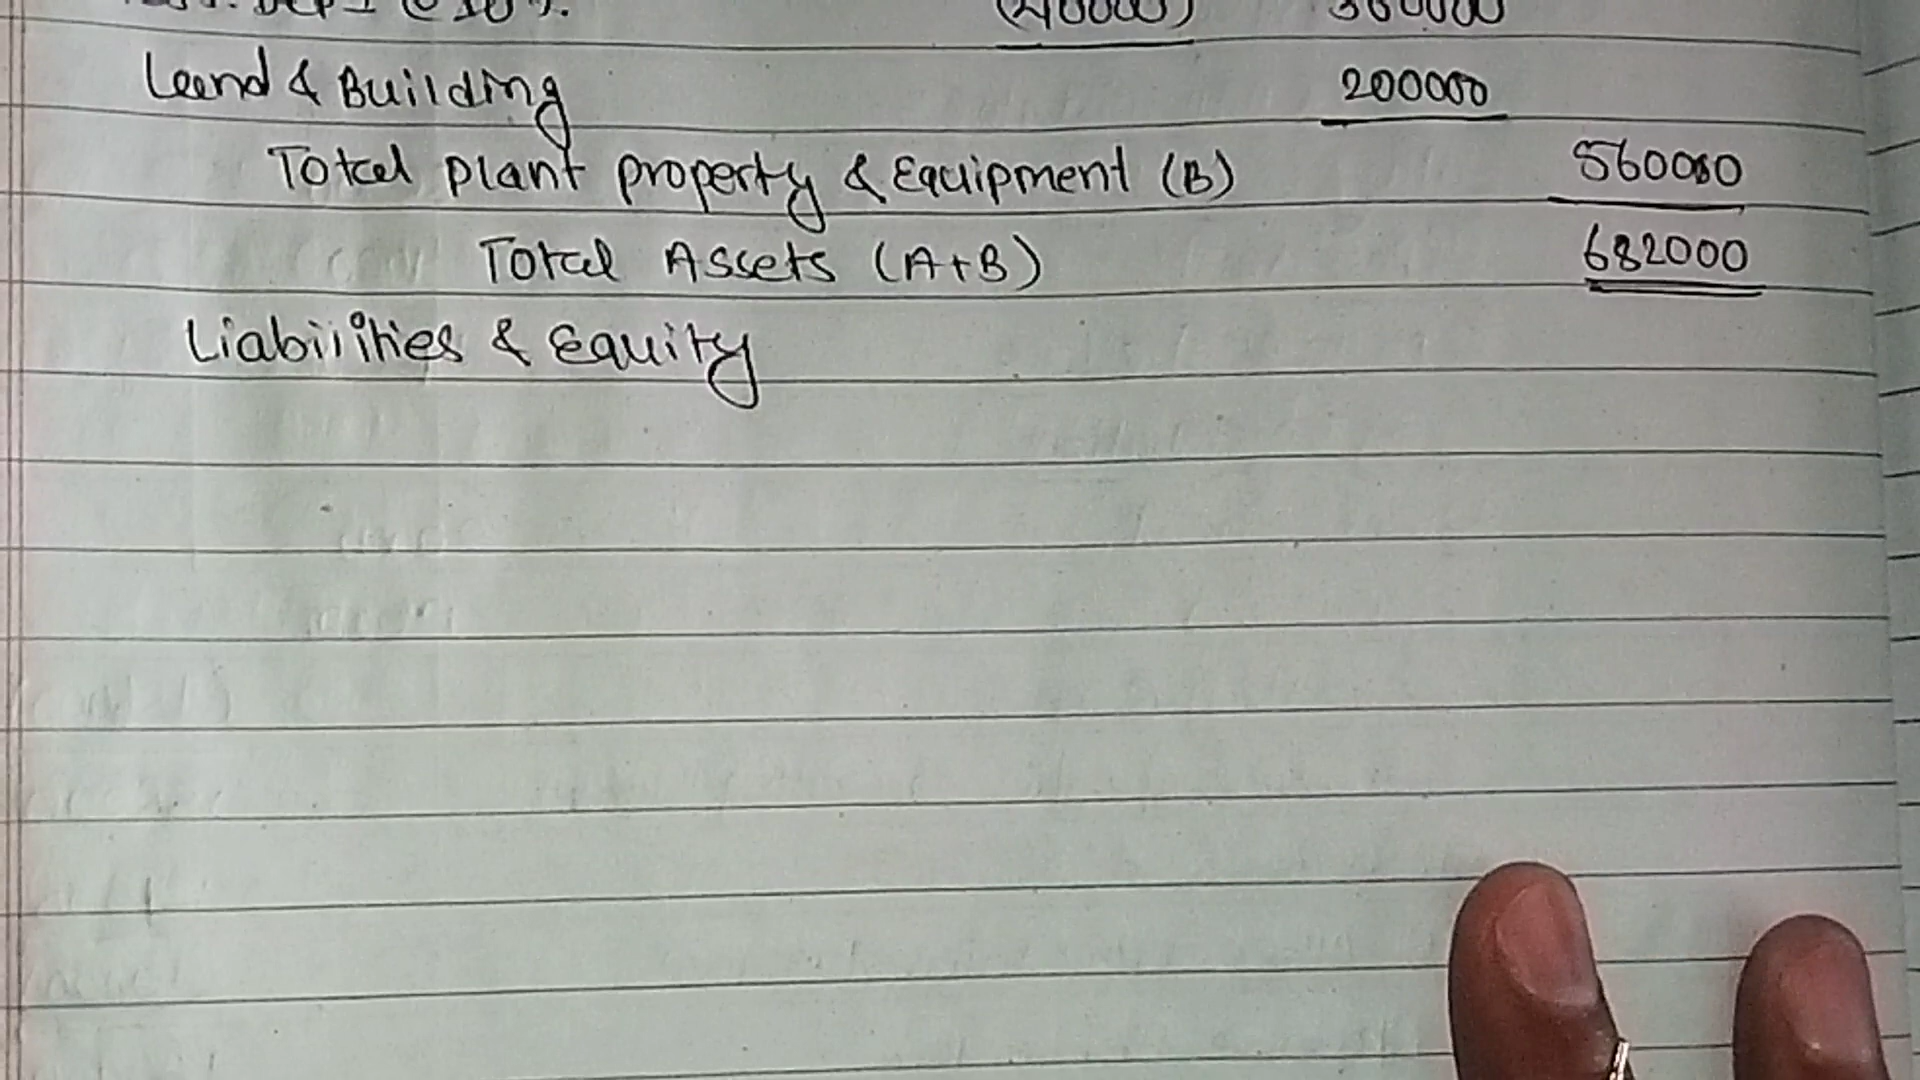 Land & Building 200000
Total plant property & Equipment (B) 560000
Total Assets (A+B) 682000
Liabilities & Equity